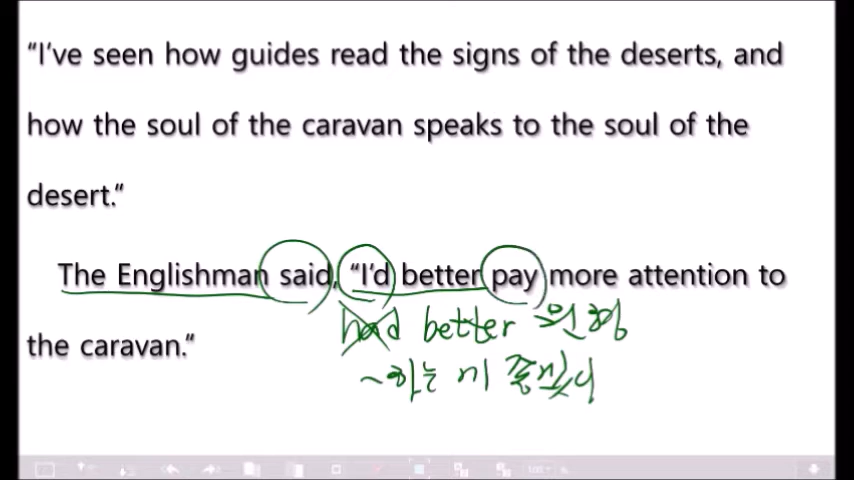 “I’ve seen how guides read the signs of the deserts, and
how the soul of the caravan speaks to the soul of the
desert.“
The Englishman said, “I’d better pay more attention to
had better 원형
the caravan.“
~하는 게 좋겠다